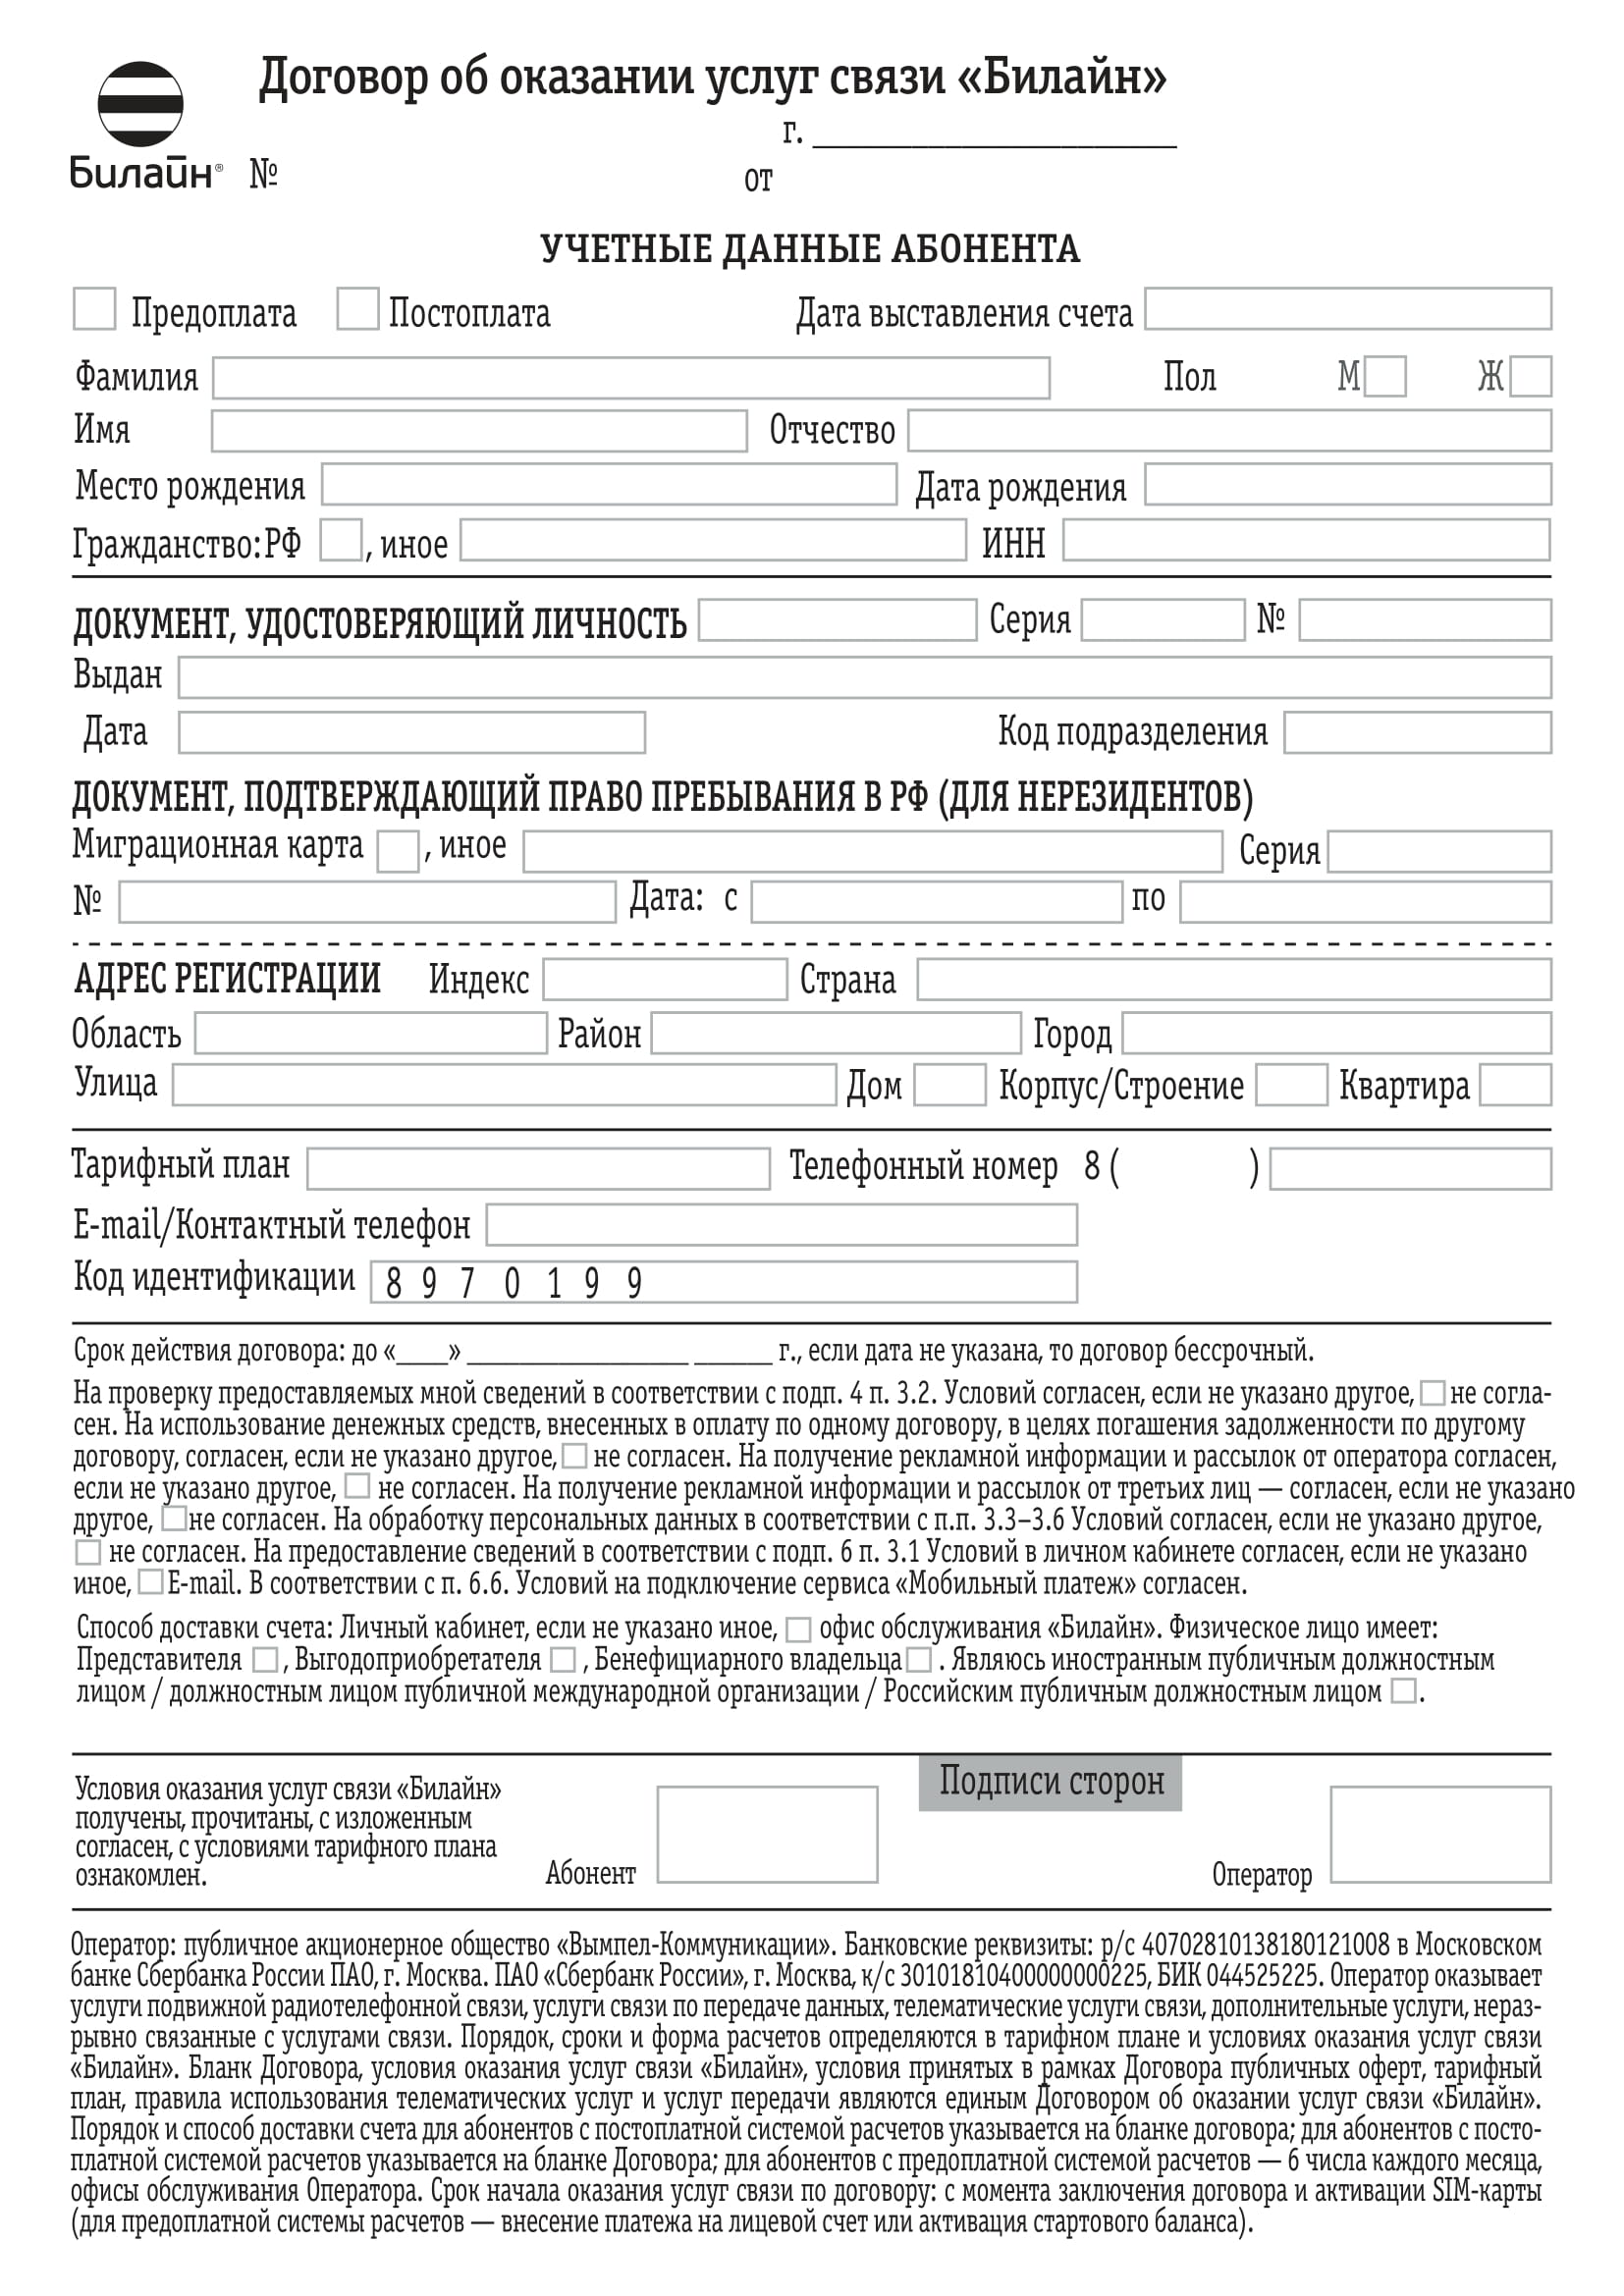 Договор об оказании услуг связи «Билайн»
г. ______________________
Билайн® № от
УЧЕТНЫЕ ДАННЫЕ АБОНЕНТА
Предоплата Постоплата Дата выставления счета
Фамилия Пол М Ж
Имя Отчество
Место рождения Дата рождения
Гражданство: РФ , иное ИНН
ДОКУМЕНТ, УДОСТОВЕРЯЮЩИЙ ЛИЧНОСТЬ Серия №
Выдан
Дата Код подразделения
ДОКУМЕНТ, ПОДТВЕРЖДАЮЩИЙ ПРАВО ПРЕБЫВАНИЯ В РФ (ДЛЯ НЕРЕЗИДЕНТОВ)
Миграционная карта , иное Серия
№ Дата: с по
АДРЕС РЕГИСТРАЦИИ Индекс Страна
Область Район Город
Улица Дом Корпус/Строение Квартира
Тарифный план Телефонный номер 8 ( )
E-mail/Контактный телефон
Код идентификации 8 9 7 0 1 9 9
Срок действия договора: до «____» _________________ ______ г., если дата не указана, то договор бессрочный.
На проверку предоставляемых мной сведений в соответствии с подп. 4 п. 3.2. Условий согласен, если не указано другое, не согла-
сен. На использование денежных средств, внесенных в оплату по одному договору, в целях погашения задолженности по другому
договору, согласен, если не указано другое, не согласен. На получение рекламной информации и рассылок от оператора согласен,
если не указано другое, не согласен. На получение рекламной информации и рассылок от третьих лиц — согласен, если не указано
другое, не согласен. На обработку персональных данных в соответствии с п.п. 3.3–3.6 Условий согласен, если не указано другое,
не согласен. На предоставление сведений в соответствии с подп. 6 п. 3.1 Условий в личном кабинете согласен, если не указано
иное, E-mail. В соответствии с п. 6.6. Условий на подключение сервиса «Мобильный платеж» согласен.
Способ доставки счета: Личный кабинет, если не указано иное, офис обслуживания «Билайн». Физическое лицо имеет:
Представителя , Выгодоприобретателя , Бенефициарного владельца . Являюсь иностранным публичным должностным
лицом / должностным лицом публичной международной организации / Российским публичным должностным лицом .
Подписи сторон
Условия оказания услуг связи «Билайн»
получены, прочитаны, с изложенным
согласен, с условиями тарифного плана
ознакомлен.
Абонент Оператор
Оператор: публичное акционерное общество «Вымпел-Коммуникации». Банковские реквизиты: р/с 40702810138180121008 в Московском
банке Сбербанка России ПАО, г. Москва. ПАО «Сбербанк России», г. Москва, к/с 30101810400000000225, БИК 044525225. Оператор оказывает
услуги подвижной радиотелефонной связи, услуги связи по передаче данных, телематические услуги связи, дополнительные услуги, нераз-
рывно связанные с услугами связи. Порядок, сроки и форма расчетов определяются в тарифном плане и условиях оказания услуг связи
«Билайн». Бланк Договора, условия оказания услуг связи «Билайн», условия принятых в рамках Договора публичных оферт, тарифный
план, правила использования телематических услуг и услуг передачи являются единым Договором об оказании услуг связи «Билайн».
Порядок и способ доставки счета для абонентов с постоплатной системой расчетов указывается на бланке договора; для абонентов с посто-
платной системой расчетов указывается на бланке Договора; для абонентов с предоплатной системой расчетов — 6 числа каждого месяца,
офисы обслуживания Оператора. Срок начала оказания услуг связи по договору: с момента заключения договора и активации SIM-карты
(для предоплатной системы расчетов — внесение платежа на лицевой счет или активация стартового баланса).